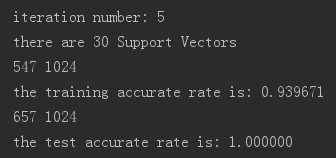 iteration number: 5
there are 30 Support Vectors
547 1024
the training accurate rate is: 0.939671
657 1024
the test accurate rate is: 1.000000